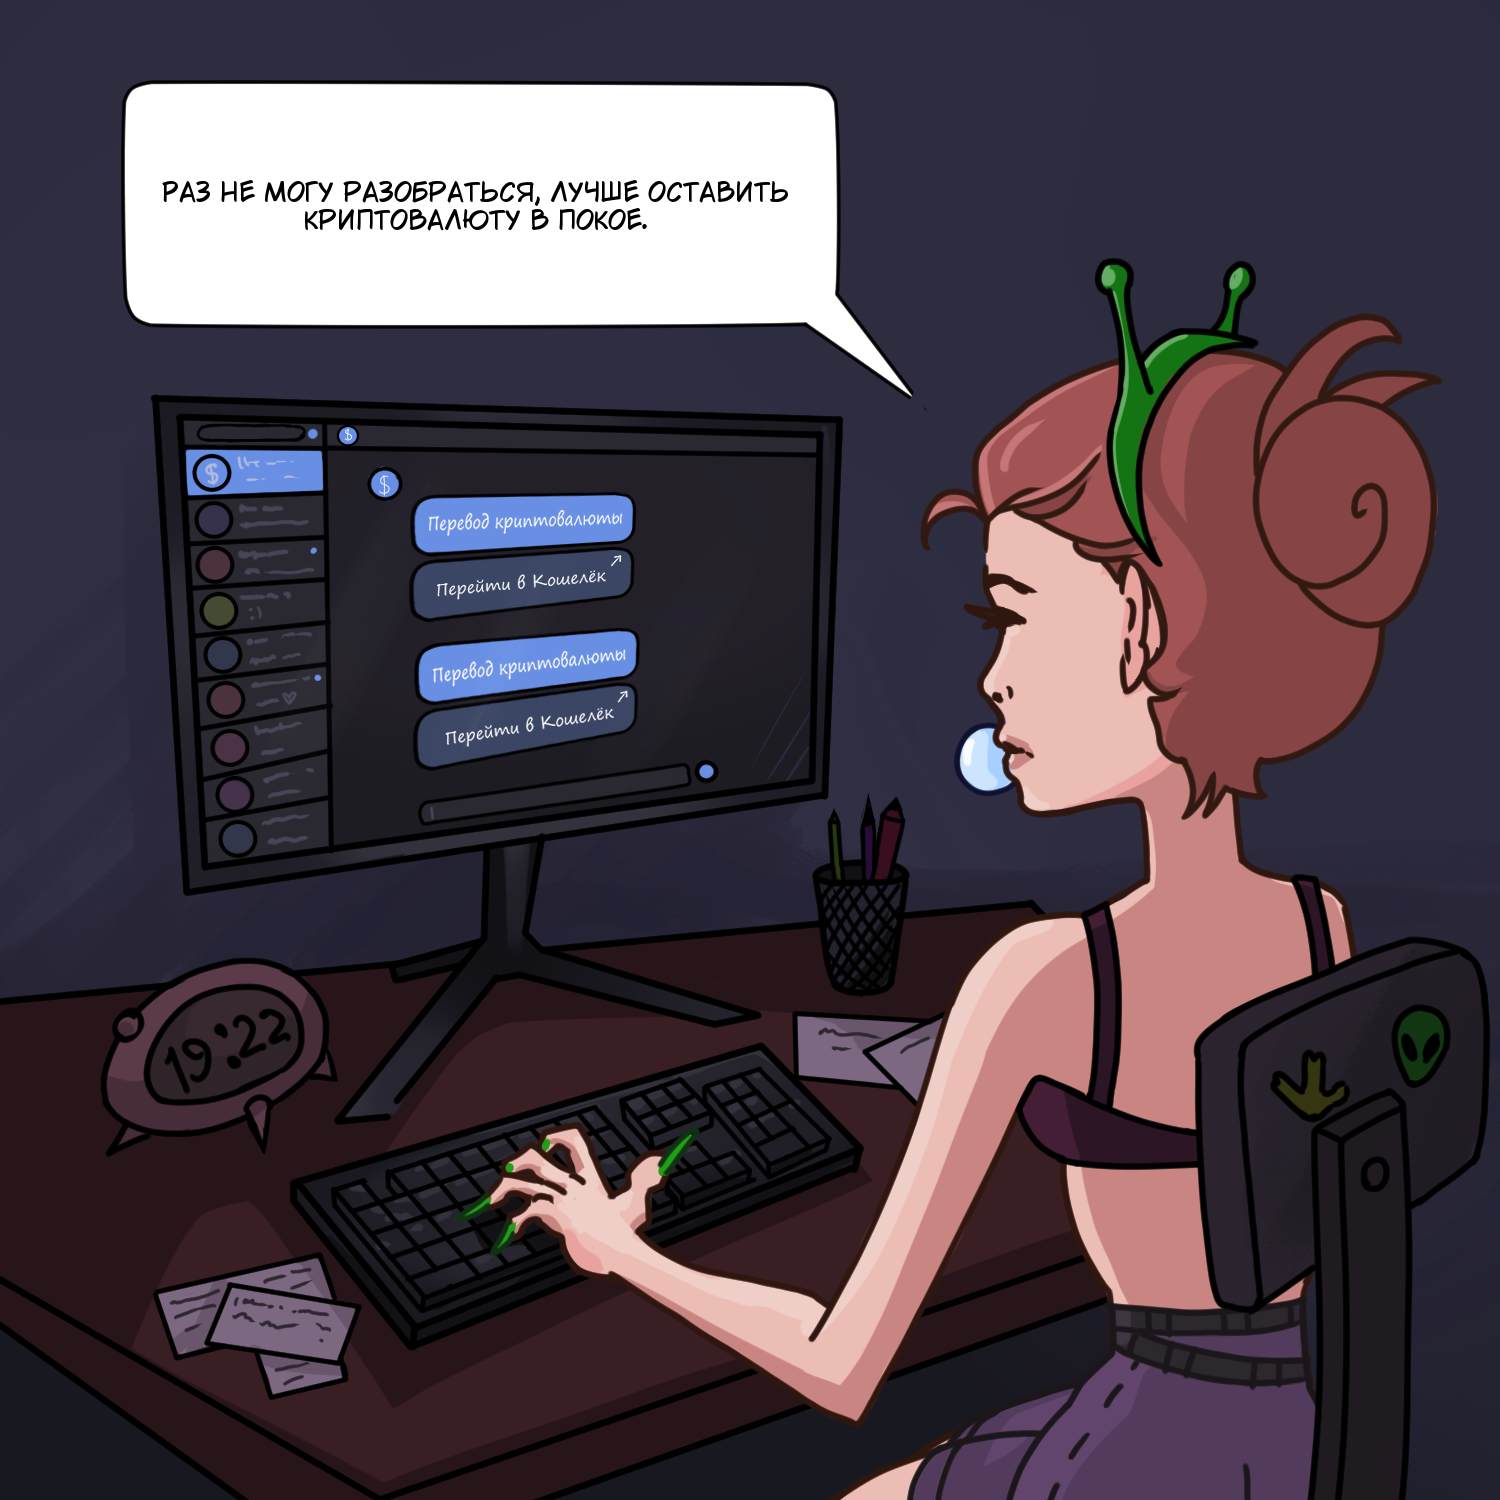 РАЗ НЕ МОГУ РАЗОБРАТЬСЯ, ЛУЧШЕ ОСТАВИТЬ
КРИПТОВАЛЮТУ В ПОКОЕ.
$
$
$
Перевод криптовалюты
Перейти в Кошелёк
:)
Перевод криптовалюты
Перейти в Кошелёк
19:22